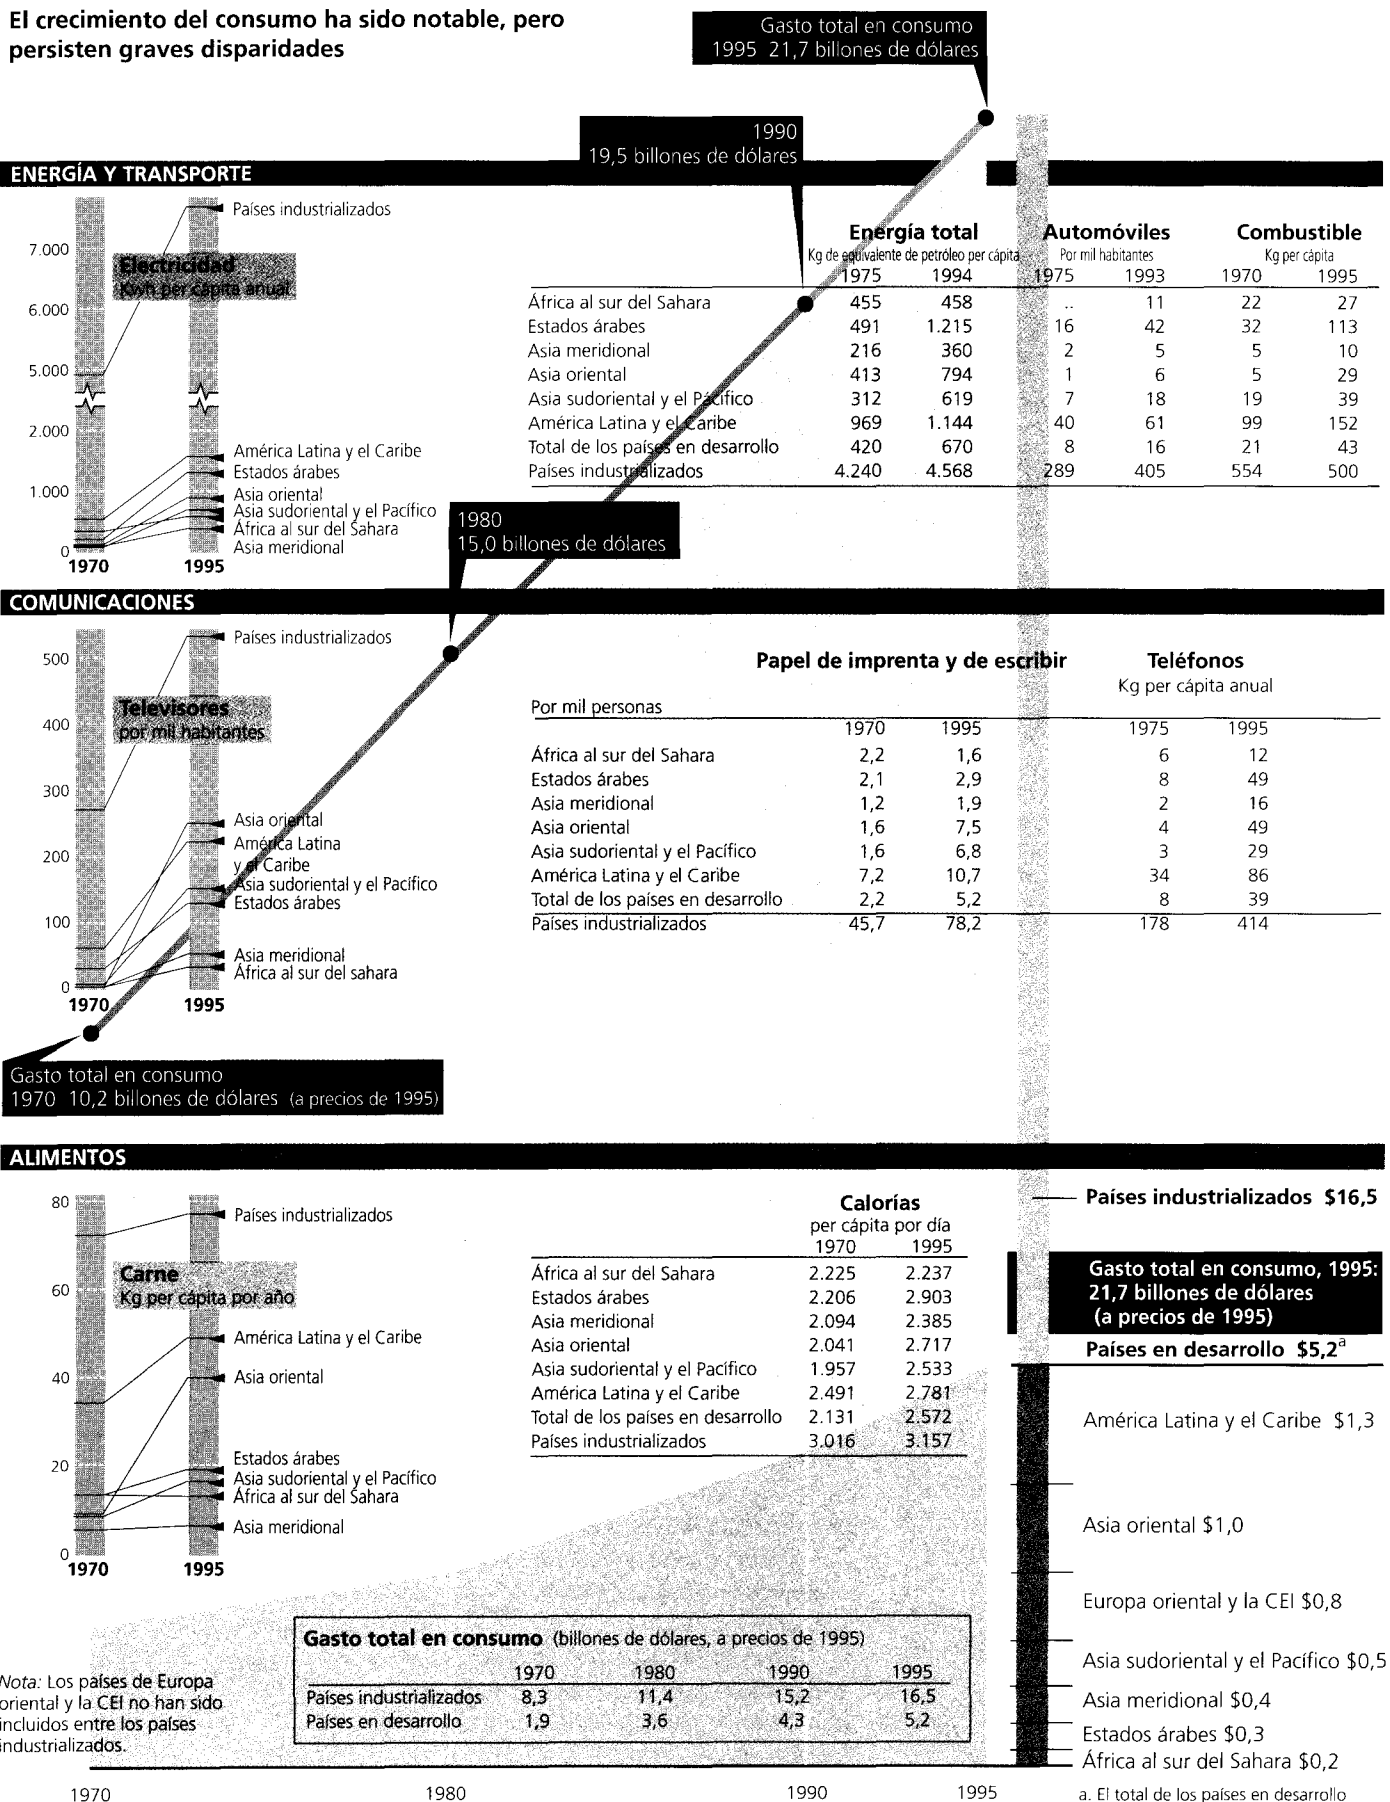 El crecimiento del consumo ha sido notable, pero
persisten graves disparidades
Gasto total en consumo
1995 21,7 billones de dólares
1990
19,5 billones de dólares
ENERGÍA Y TRANSPORTE
Países industrializados
7.000
Electricidad
Kwh per cápita anual
6.000
5.000
2.000
América Latina y el Caribe
Estados árabes
1.000
Asia oriental
Asia sudoriental y el Pacífico
África al sur del Sahara
0
Asia meridional
1970 1995
Energía total Automóviles Combustible
Kg de equivalente de petróleo per cápita Por mil habitantes Kg per cápita
1975 1994 1975 1993 1970 1995
África al sur del Sahara 455 458 .. 11 22 27
Estados árabes 491 1.215 16 42 32 113
Asia meridional 216 360 2 5 5 10
Asia oriental 413 794 1 6 5 29
Asia sudoriental y el Pacífico 312 619 7 18 19 39
América Latina y el Caribe 969 1.144 40 61 99 152
Total de los países en desarrollo 420 670 8 16 21 43
Países industrializados 4.240 4.568 289 405 554 500
1980
15,0 billones de dólares
COMUNICACIONES
Países industrializados
500
Televisores
por mil habitantes
400
300
Asia oriental
América Latina
y el Caribe
200
Asia sudoriental y el Pacífico
Estados árabes
100
Asia meridional
África al sur del sahara
0
1970 1995
Papel de imprenta y de escribir Teléfonos
Kg per cápita anual
Por mil personas
1970 1995 1975 1995
África al sur del Sahara 2,2 1,6 6 12
Estados árabes 2,1 2,9 8 49
Asia meridional 1,2 1,9 2 16
Asia oriental 1,6 7,5 4 49
Asia sudoriental y el Pacífico 1,6 6,8 3 29
América Latina y el Caribe 7,2 10,7 34 86
Total de los países en desarrollo 2,2 5,2 8 39
Países industrializados 45,7 78,2 178 414
Gasto total en consumo
1970 10,2 billones de dólares (a precios de 1995)
ALIMENTOS
80
Países industrializados
Carne
Kg per cápita por año
60
América Latina y el Caribe
40
Asia oriental
Estados árabes
20
Asia sudoriental y el Pacífico
África al sur del Sahara
Asia meridional
0
1970 1995
Calorías
per cápita por día
1970 1995
África al sur del Sahara 2.225 2.237
Estados árabes 2.206 2.903
Asia meridional 2.094 2.385
Asia oriental 2.041 2.717
Asia sudoriental y el Pacífico 1.957 2.533
América Latina y el Caribe 2.491 2.781
Total de los países en desarrollo 2.131 2.572
Países industrializados 3.016 3.157
Países industrializados $16,5
Gasto total en consumo, 1995:
21,7 billones de dólares
(a precios de 1995)
Países en desarrollo $5,2a
América Latina y el Caribe $1,3
Asia oriental $1,0
Europa oriental y la CEI $0,8
Asia sudoriental y el Pacífico $0,5
Asia meridional $0,4
Estados árabes $0,3
África al sur del Sahara $0,2
Gasto total en consumo (billones de dólares, a precios de 1995)
1970 1980 1990 1995
Países industrializados 8,3 11,4 15,2 16,5
Países en desarrollo 1,9 3,6 4,3 5,2
Nota: Los países de Europa
oriental y la CEI no han sido
incluidos entre los países
industrializados.
1970 1980 1990 1995
a. El total de los países en desarrollo